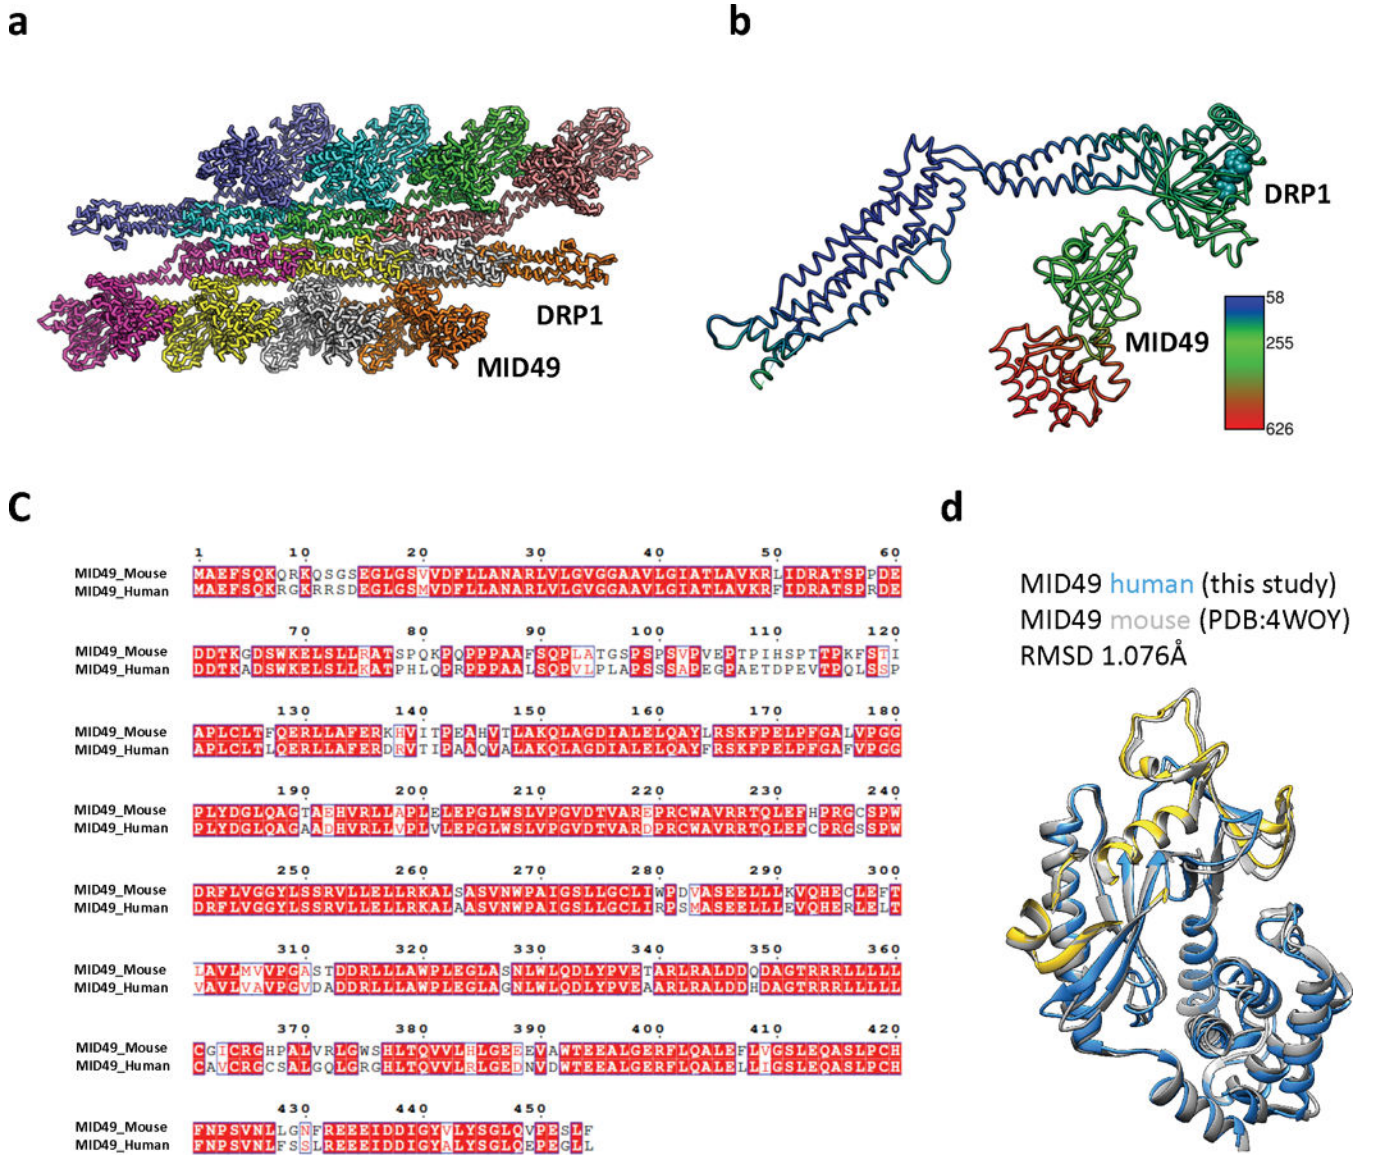 a
b
DRP1
MID49
DRP1
MID49
58
255
626
C
1 10 20 30 40 50 60
MID49_Mouse MAEFSQKQRKQSGSEGLGSVVDFLLANARLVLGVGGAAVLGIATLAVKRLIDRATSPPDE
MID49_Human MAEFSQKRGKRRSDEGLGSMVDFLLANARLVLGVGGAAVLGIATLAVKRFIDRATSPRDE
70 80 90 100 110 120
MID49_Mouse DDTKGDSWKELSLLRATSPQKPQPPPAAFSQPLATGSPSPSVPVEPTPIHSPTTPKFSTI
MID49_Human DDTKADSWKELSLLKATPHLQPRPPPAALSQPVLPLAPSSSAPEGPAETDPEVTPQLSSP
130 140 150 160 170 180
MID49_Mouse APLCLTFQERLLAFERKHVITPEAHVTLAKQLAGDIALELQAYLRSKFPELPFGALVPGG
MID49_Human APLCLTLQERLLAFERDRVTIPAAQVALAKQLAGDIALELQAYFRSKFPELPFGAFVPGG
190 200 210 220 230 240
MID49_Mouse PLYDGLQAGTAEHVRLLAPLELEPGLWSLVPGVDTVAREPRCWAVRRTQLEFHPRGCSPW
MID49_Human PLYDGLQAGAADHVRLLVPLVLEPGLWSLVPGVDTVARDPRCWAVRRTQLEFCPRGSSPW
250 260 270 280 290 300
MID49_Mouse DRFLVGGYLSSRVLLELLRKALSASVNWPAIGSLLGCLIWPDVASEELLLKVQHECLEFT
MID49_Human DRFLVGGYLSSRVLLELLRKALAASVNWPAIGSLLGCLIRPSMASEELLLEVQHERLELT
310 320 330 340 350 360
MID49_Mouse LAVLMVVPGASTDDRLLLAWPLEGLASNLWLQDLYPVETARLRALDDQDAGTRRRLLLLL
MID49_Human VAVLVAVPGVDADDRLLLAWPLEGLAGNLWLQDLYPVEAARLRALDDHDAGTRRRLLLLL
370 380 390 400 410 420
MID49_Mouse CGICRGHPALVRLGWSHLTQVVLHLGEEEVAWTEEALGERFLQALEFLVGSLEQASLPCH
MID49_Human CAVCRGCSALGQLGRGHLTQVVLRLGEDNVDWTEEALGERFLQALELLIGSLEQASLPCH
430 440 450
MID49_Mouse FNPSVNLLGNFREEEIDDIGYVLYSGLQVPESLF
MID49_Human FNPSVNLFSSLREEEIDDIGYALYSGLQEPEGLL
d
MID49 human (this study)
MID49 mouse (PDB:4WOY)
RMSD 1.076Å